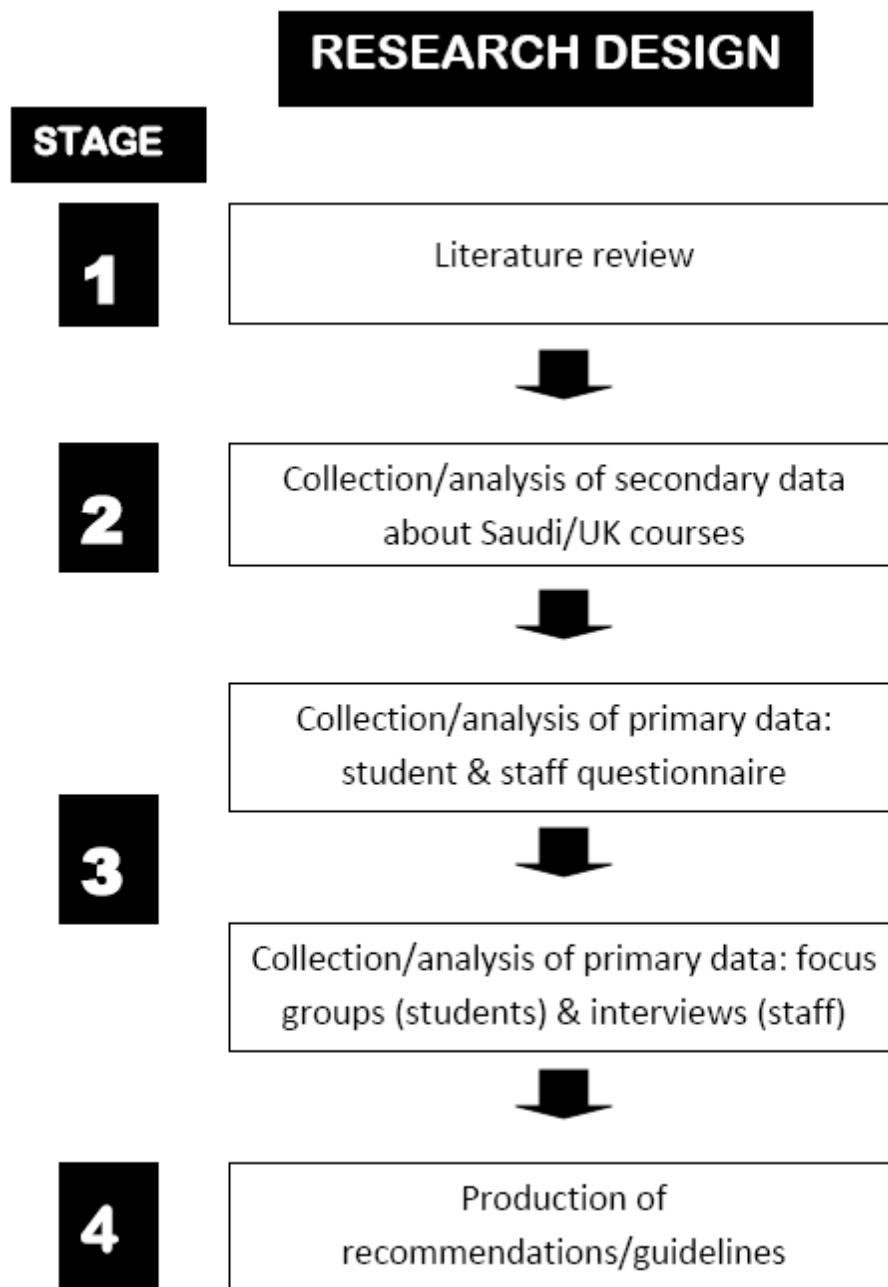 RESEARCH DESIGN
STAGE
1
Literature review
2
Collection/analysis of secondary data
about Saudi/UK courses
Collection/analysis of primary data:
student & staff questionnaire
3
Collection/analysis of primary data: focus
groups (students) & interviews (staff)
4
Production of
recommendations/guidelines